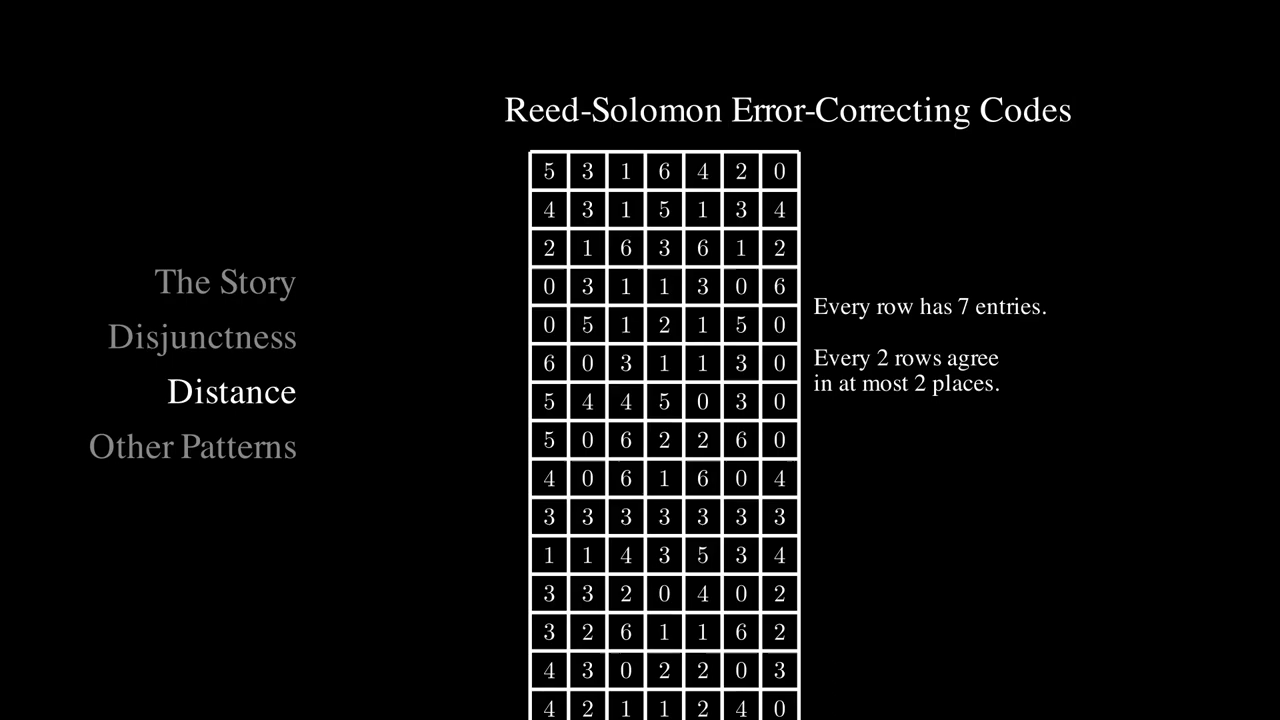 Reed-Solomon Error-Correcting Codes
The Story
Disjunctness
Distance
Other Patterns
5 3 1 6 4 2 0
4 3 1 5 1 3 4
2 1 6 3 6 1 2
0 3 1 1 3 0 6
0 5 1 2 1 5 0
6 0 3 1 1 3 0
5 4 4 5 0 3 0
5 0 6 2 2 6 0
4 0 6 1 6 0 4
3 3 3 3 3 3 3
1 1 4 3 5 3 4
3 3 2 0 4 0 2
3 2 6 1 1 6 2
4 3 0 2 2 0 3
4 2 1 1 2 4 0
Every row has 7 entries.
Every 2 rows agree
in at most 2 places.